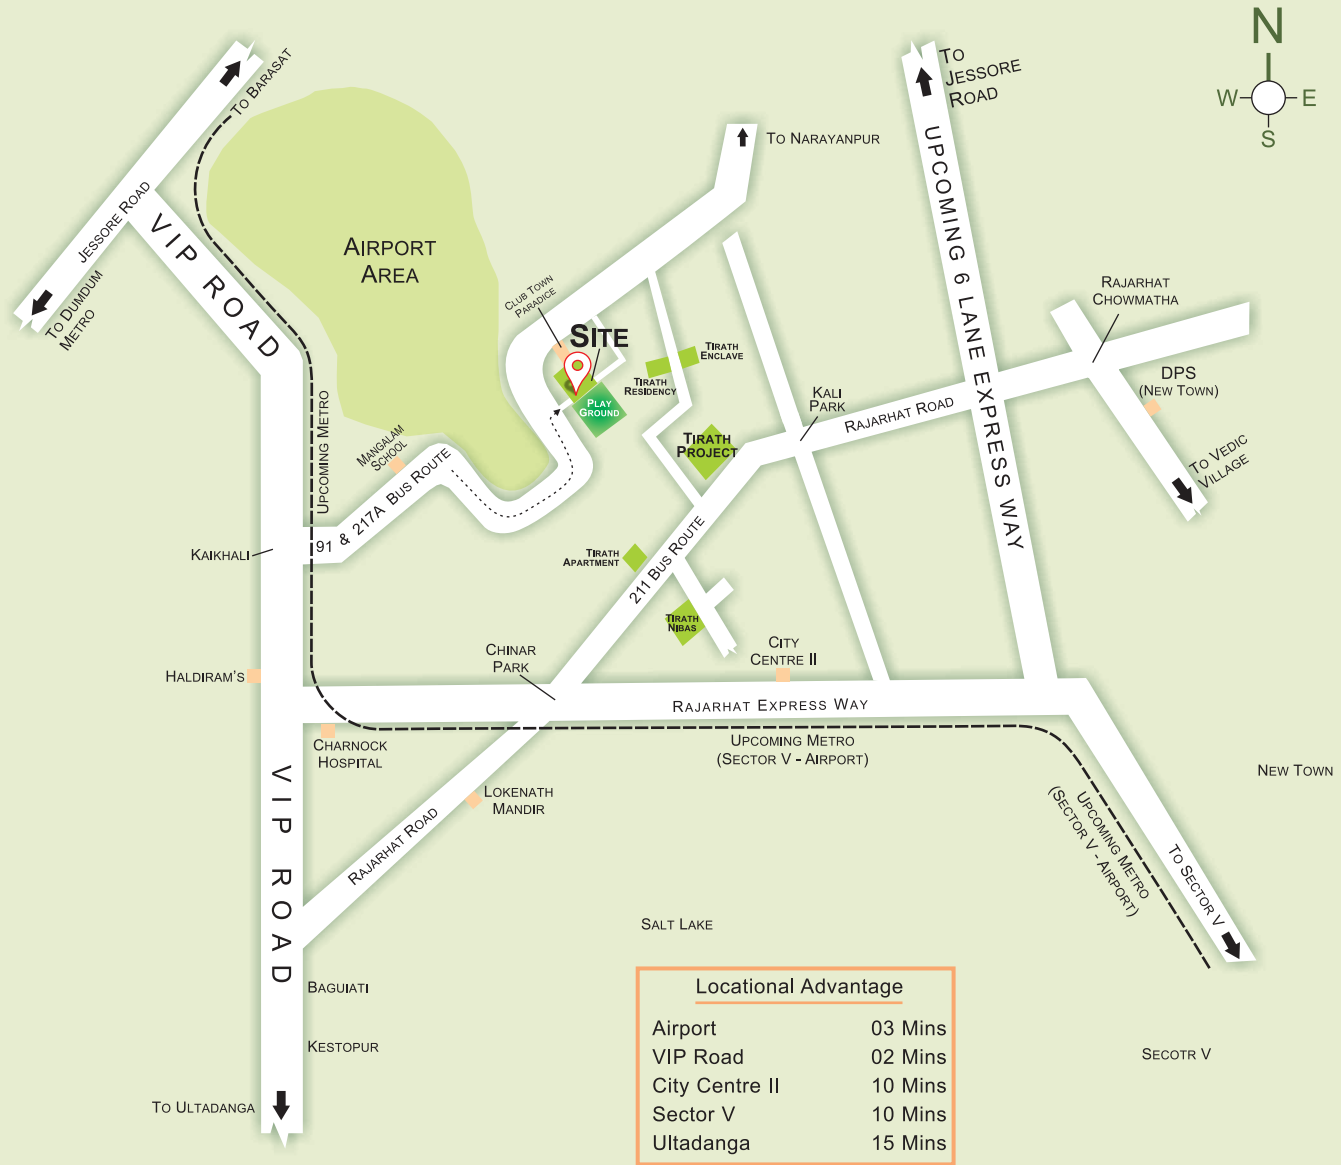 N
W
E
S
To
Jessore
Road
To Barasat
Jessore Road
To Dumdum
Metro
VIP ROAD
Airport
Area
To Narayanpur
UPCOMING 6 LANE EXPRESS WAY
Rajarhat
Chowmatha
DPS
(New Town)
To Vedic
Village
Club Town
Paradice
Site
Play
Ground
Tirath
Enclave
Tirath
Residency
Kali
Park
Rajarhat Road
Tirath
Project
Upcoming Metro
Mangalam
School
91 & 217A Bus Route
Kaikhali
Tirath
Apartment
211 Bus Route
Tirath
Nibas
City
Centre II
Chinar
Park
Haldiram's
Rajarhat Express Way
Charnock
Hospital
Upcoming Metro
(Sector V - Airport)
New Town
VIP ROAD
Lokenath
Mandir
Rajarhat Road
Upcoming Metro
(Sector V - Airport)
To Sector V
Salt Lake
Baguiati
Kestopur
To Ultadanga
Secotr V
Locational Advantage
Airport 03 Mins
VIP Road 02 Mins
City Centre II 10 Mins
Sector V 10 Mins
Ultadanga 15 Mins